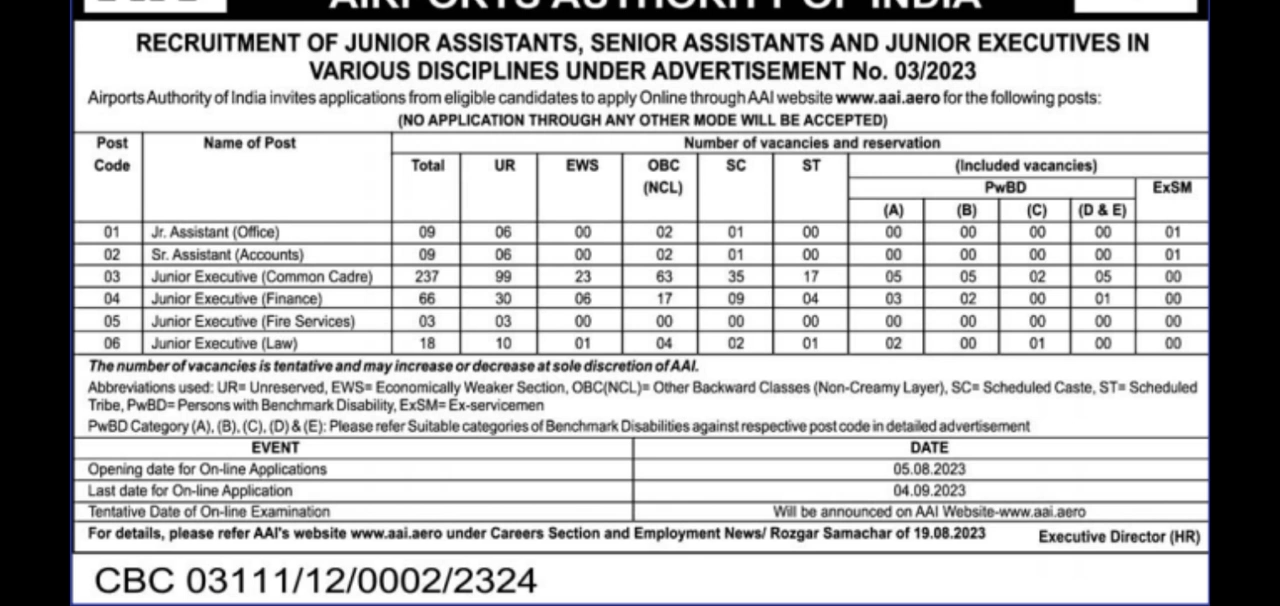 AIRPORTS AUTHORITY OF INDIA
RECRUITMENT OF JUNIOR ASSISTANTS, SENIOR ASSISTANTS AND JUNIOR EXECUTIVES IN
VARIOUS DISCIPLINES UNDER ADVERTISEMENT No. 03/2023
Airports Authority of India invites applications from eligible candidates to apply Online through AAI website www.aai.aero for the following posts:
(NO APPLICATION THROUGH ANY OTHER MODE WILL BE ACCEPTED)
Post Code Name of Post Number of vacancies and reservation
Total UR EWS OBC (NCL) SC ST (Included vacancies)
PwBD ExSM
(A) (B) (C) (D & E)
01 Jr. Assistant (Office) 09 06 00 02 01 00 00 00 00 00 01
02 Sr. Assistant (Accounts) 09 06 00 02 01 00 00 00 00 00 01
03 Junior Executive (Common Cadre) 237 99 23 63 35 17 05 05 02 05 00
04 Junior Executive (Finance) 66 30 06 17 09 04 03 02 00 01 00
05 Junior Executive (Fire Services) 03 03 00 00 00 00 00 00 00 00 00
06 Junior Executive (Law) 18 10 01 04 02 01 02 00 01 00 00
The number of vacancies is tentative and may increase or decrease at sole discretion of AAI.
Abbreviations used: UR= Unreserved, EWS= Economically Weaker Section, OBC(NCL)= Other Backward Classes (Non-Creamy Layer), SC= Scheduled Caste, ST= Scheduled
Tribe, PwBD= Persons with Benchmark Disability, ExSM= Ex-servicemen
PwBD Category (A), (B), (C), (D) & (E): Please refer Suitable categories of Benchmark Disabilities against respective post code in detailed advertisement
EVENT DATE
Opening date for On-line Applications 05.08.2023
Last date for On-line Application 04.09.2023
Tentative Date of On-line Examination Will be announced on AAI Website-www.aai.aero
For details, please refer AAI's website www.aai.aero under Careers Section and Employment News/ Rozgar Samachar of 19.08.2023 Executive Director (HR)
CBC 03111/12/0002/2324